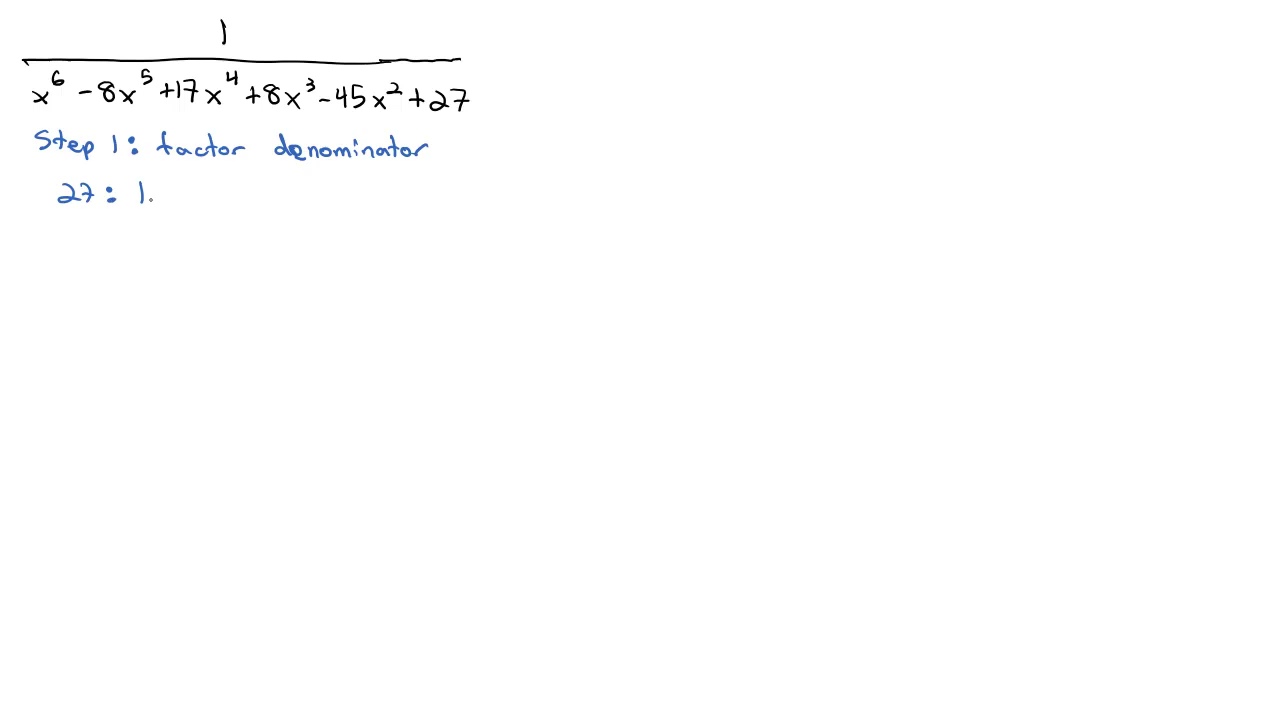 1
x^6 - 8x^5 + 17x^4 + 8x^3 - 45x^2 + 27
Step 1: factor denominator
27: 1,